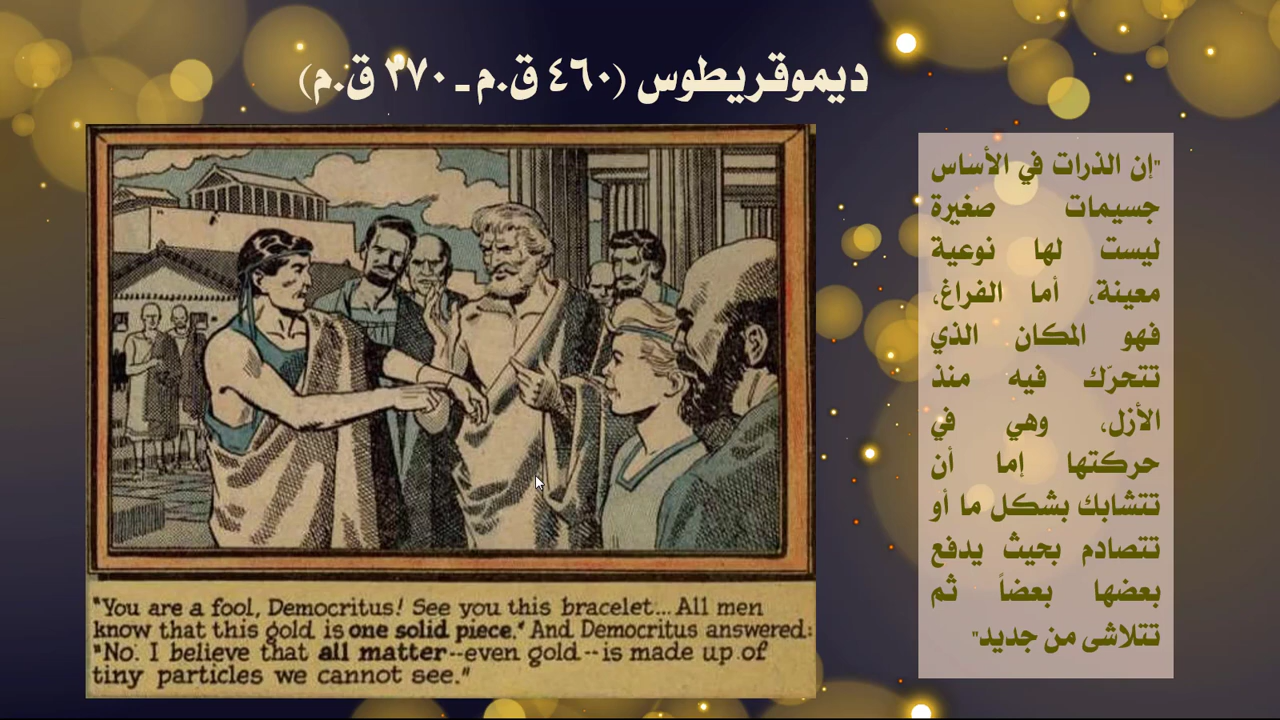 ديموقريطوس (٤٦٠ ق.م ـ ٣٧٠ ق.م)
"إن الذرات في الأساس
جسيمات صغيرة
ليست لها نوعية
معينة، أما الفراغ،
فهو المكان الذي
تتحرّك فيه منذ
الأزل، وهي في
حركتها إما أن
تتشابك بشكل ما أو
تتصادم بحيث يدفع
بعضها بعضاً ثم
تتلاشى من جديد"
"You are a fool, Democritus! See you this bracelet... All men
know that this gold is one solid piece." And Democritus answered:
"No. I believe that all matter--even gold--is made up of
tiny particles we cannot see."